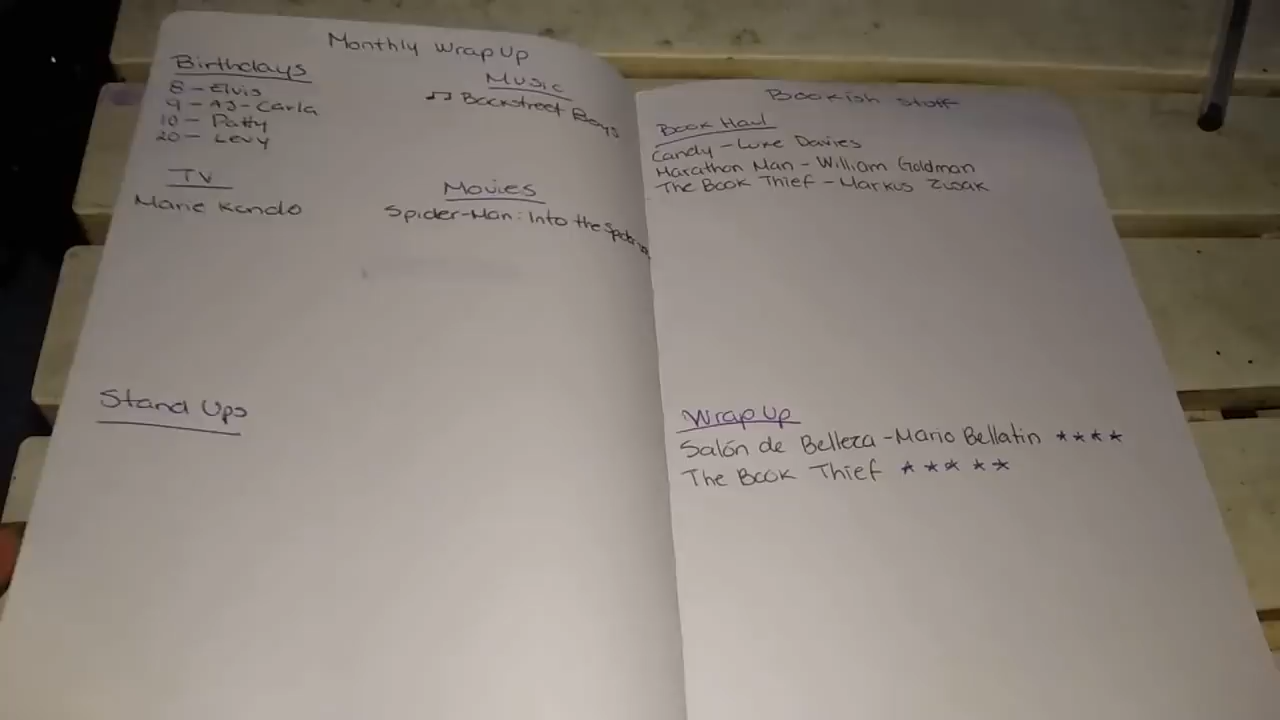 Monthly Wrap Up
Birthdays
8 - Elvis
9 - AJ - Carla
10 - Patty
20 - Levy
Music
♫ Backstreet Boys
TV
Marie Kondo
Movies
Spider-Man: Into the
Stand Ups
Bookish Stuff
Book Haul
Candy - Luke Davies
Marathon Man - William Goldman
The Book Thief - Markus Zusak
Wrap Up
Salón de Belleza - Mario Bellatin ★★★★
The Book Thief ★★★★★